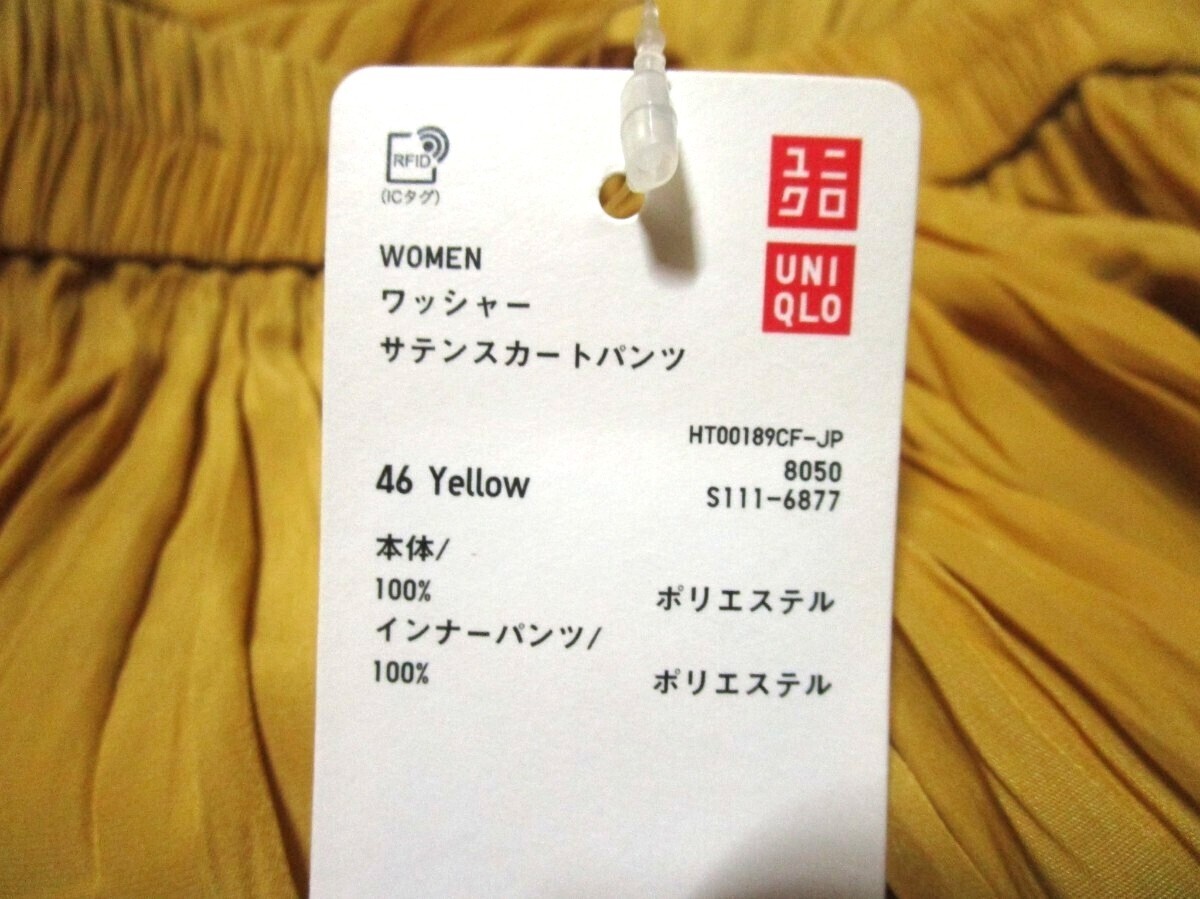 RFID
(ICタグ)
ユニ
クロ
UNI
QLO
WOMEN
ワッシャー
サテンスカートパンツ
HT00189CF-JP
8050
S111-6877
46 Yellow
本体/
100% ポリエステル
インナーパンツ/
100% ポリエステル